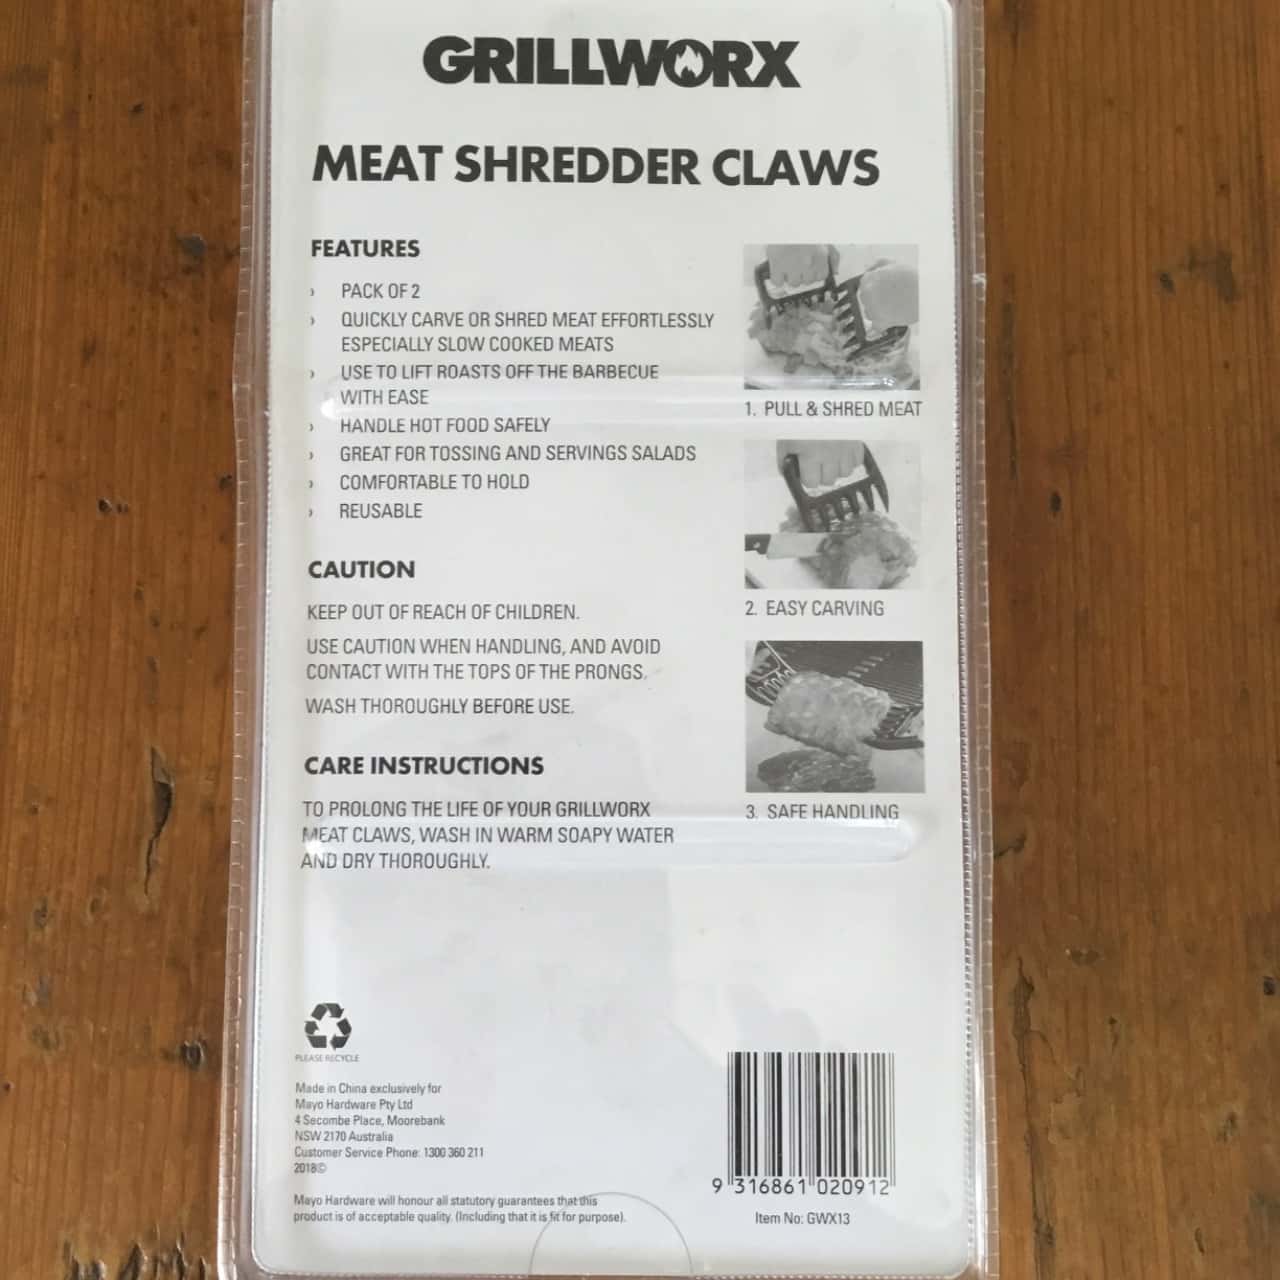 GRILLWORX
MEAT SHREDDER CLAWS
FEATURES
› PACK OF 2
› QUICKLY CARVE OR SHRED MEAT EFFORTLESSLY
ESPECIALLY SLOW COOKED MEATS
› USE TO LIFT ROASTS OFF THE BARBECUE
WITH EASE
› HANDLE HOT FOOD SAFELY
› GREAT FOR TOSSING AND SERVINGS SALADS
› COMFORTABLE TO HOLD
› REUSABLE
CAUTION
KEEP OUT OF REACH OF CHILDREN.
USE CAUTION WHEN HANDLING, AND AVOID
CONTACT WITH THE TOPS OF THE PRONGS.
WASH THOROUGHLY BEFORE USE.
CARE INSTRUCTIONS
TO PROLONG THE LIFE OF YOUR GRILLWORX
MEAT CLAWS, WASH IN WARM SOAPY WATER
AND DRY THOROUGHLY.
1. PULL & SHRED MEAT
2. EASY CARVING
3. SAFE HANDLING
PLEASE RECYCLE
Made in China exclusively for
Mayo Hardware Pty Ltd
4 Secombe Place, Moorebank
NSW 2170 Australia
Customer Service Phone: 1300 360 211
2018©
Mayo Hardware will honour all statutory guarantees that this
product is of acceptable quality. (Including that it is fit for purpose).
9 316861 020912
Item No: GWX13